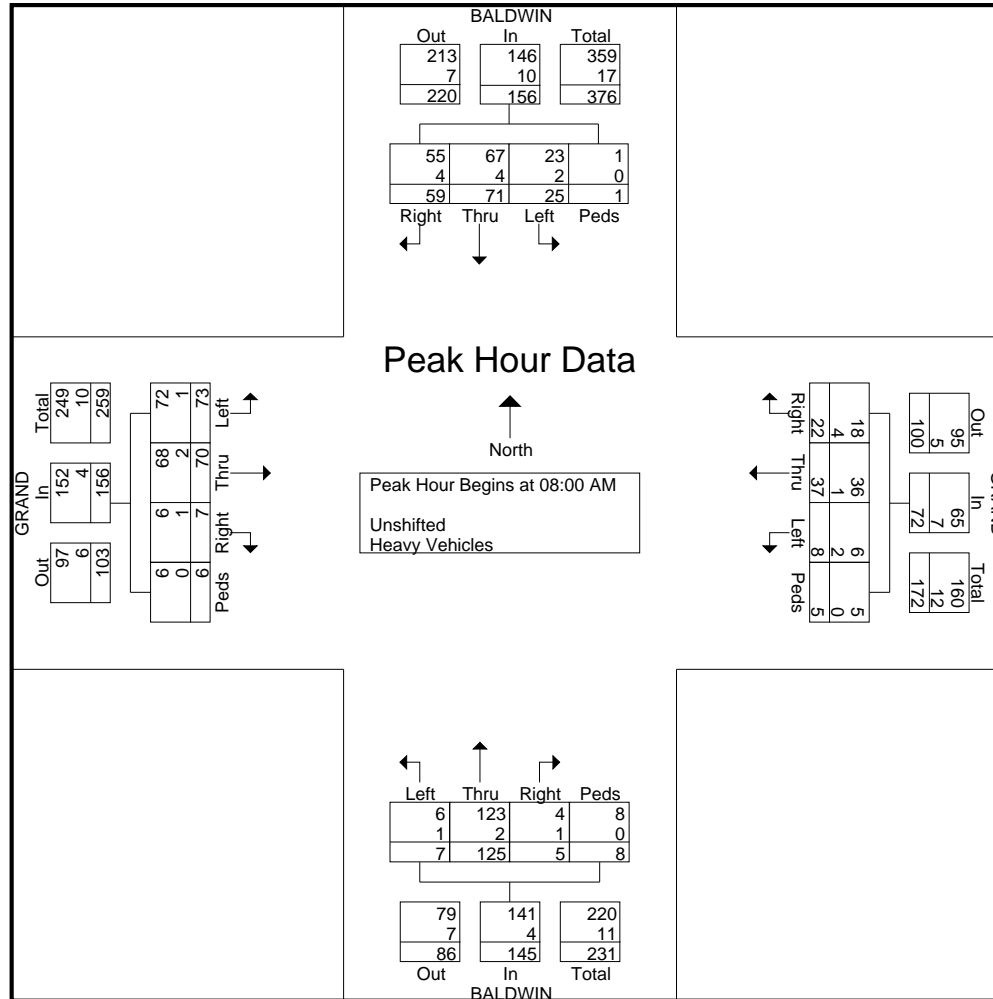 BALDWIN
Out In Total
213 146 359
7 10 17
220 156 376
55 67 23 1
4 4 2 0
59 71 25 1
Right Thru Left Peds
Peak Hour Data
North
Peak Hour Begins at 08:00 AM
Unshifted
Heavy Vehicles
GRAND
Total In Out
249 152 97
10 4 6
259 156 103
72 68 6 6
1 2 1 0
73 70 7 6
Left Thru Right Peds
Out In Total
95 65 160
5 7 12
100 72 172
18 36 6 5
4 1 2 0
22 37 8 5
Right Thru Left Peds
Left Thru Right Peds
6 123 4 8
1 2 1 0
7 125 5 8
79 141 220
7 4 11
86 145 231
Out In Total
BALDWIN